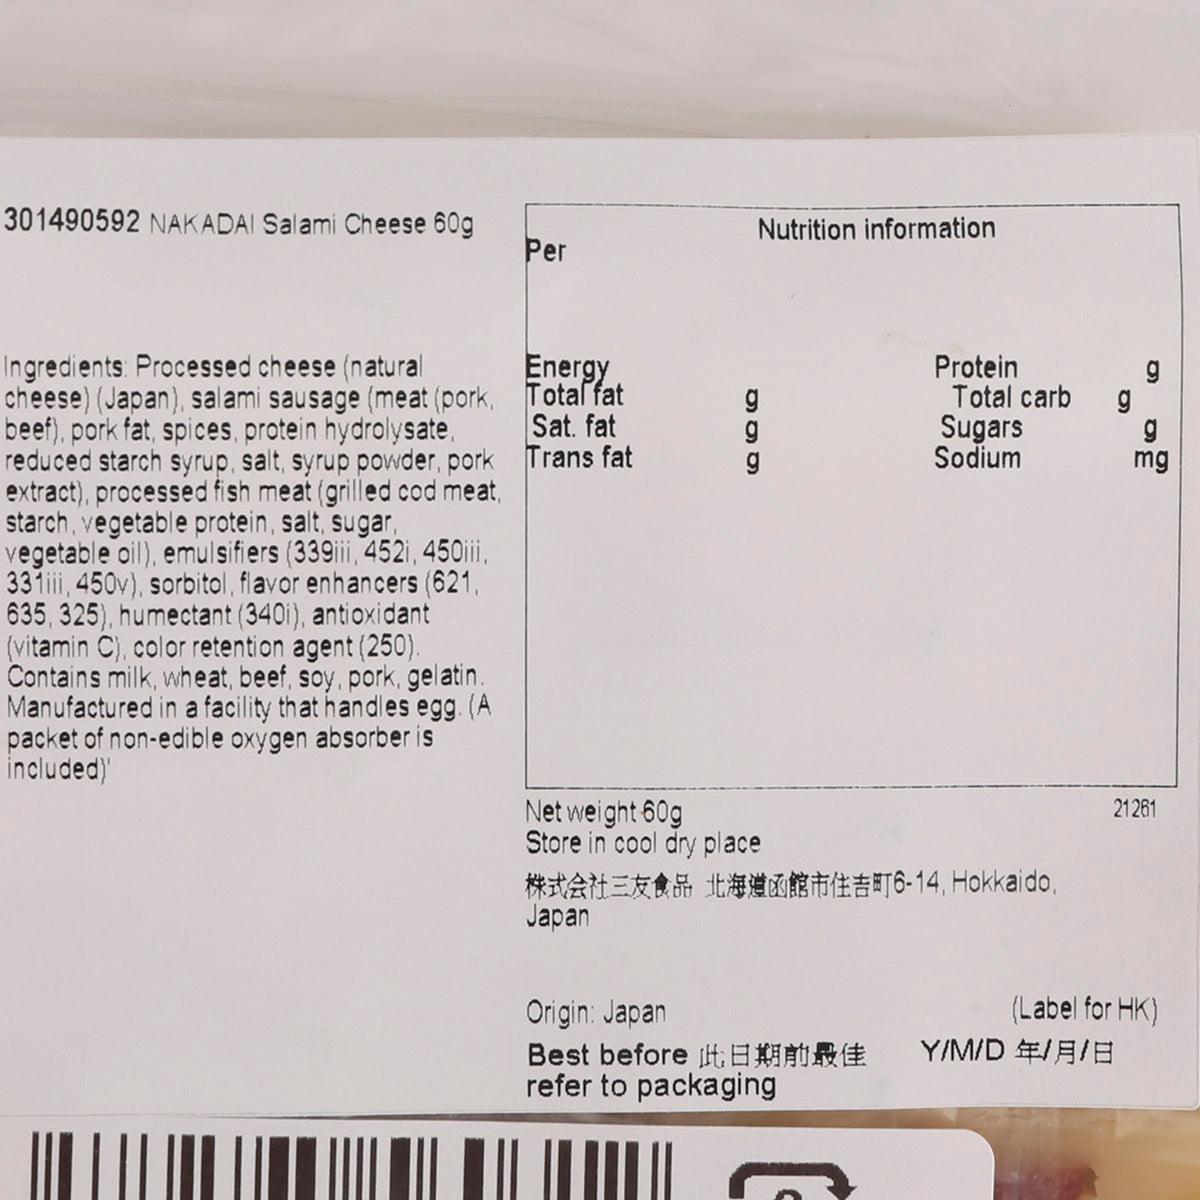 301490592 NAKADAI Salami Cheese 60g
Ingredients: Processed cheese (natural
cheese) (Japan), salami sausage (meat (pork,
beef), pork fat, spices, protein hydrolysate,
reduced starch syrup, salt, syrup powder, pork
extract), processed fish meat (grilled cod meat,
starch, vegetable protein, salt, sugar,
vegetable oil), emulsifiers (339iii, 452i, 450iii,
331iii, 450v), sorbitol, flavor enhancers (621,
635, 325), humectant (340i), antioxidant
(vitamin C), color retention agent (250).
Contains milk, wheat, beef, soy, pork, gelatin.
Manufactured in a facility that handles egg. (A
packet of non-edible oxygen absorber is
included)'
Nutrition information
Per
Energy Protein g
Total fat g Total carb g
Sat. fat g Sugars g
Trans fat g Sodium mg
Net weight 60g 21261
Store in cool dry place
株式会社三友食品 北海道函館市住吉町6-14, Hokkaido,
Japan
Origin: Japan (Label for HK)
Best before 此日期前最佳 Y/M/D 年/月/日
refer to packaging